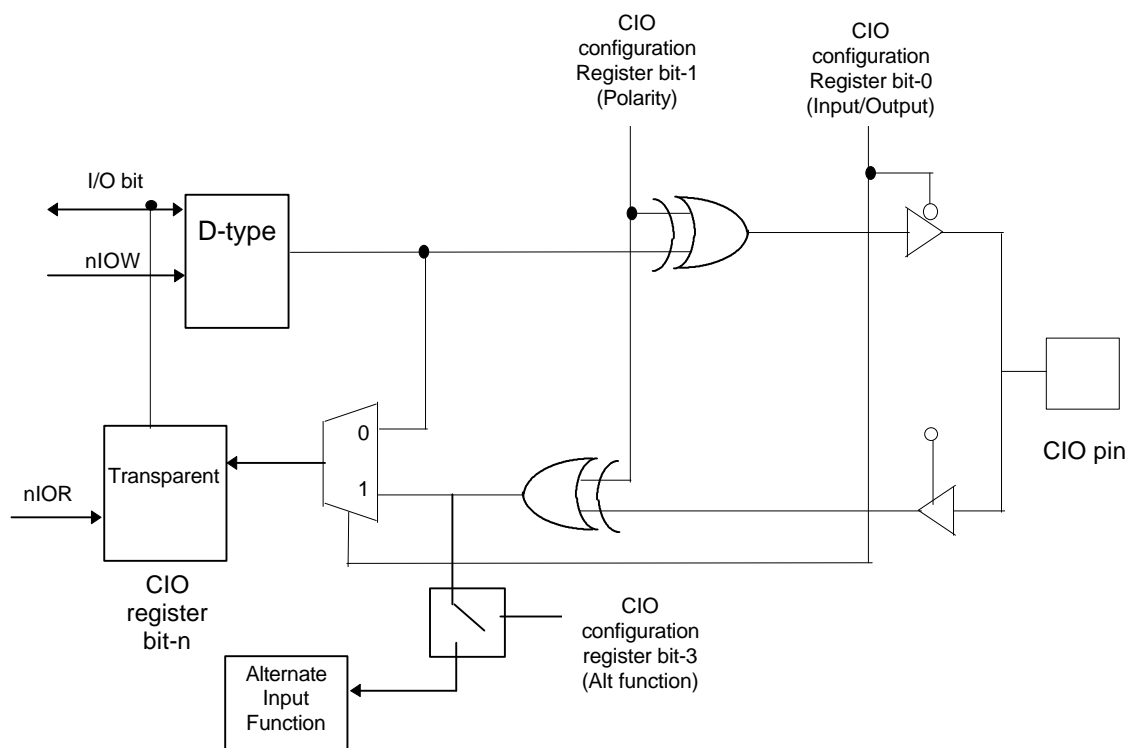 CIO
configuration
Register bit-1
(Polarity)
CIO
configuration
Register bit-0
(Input/Output)
I/O bit
D-type
nIOW
0
1
Transparent
nIOR
CIO
register
bit-n
CIO pin
CIO
configuration
register bit-3
(Alt function)
Alternate
Input
Function